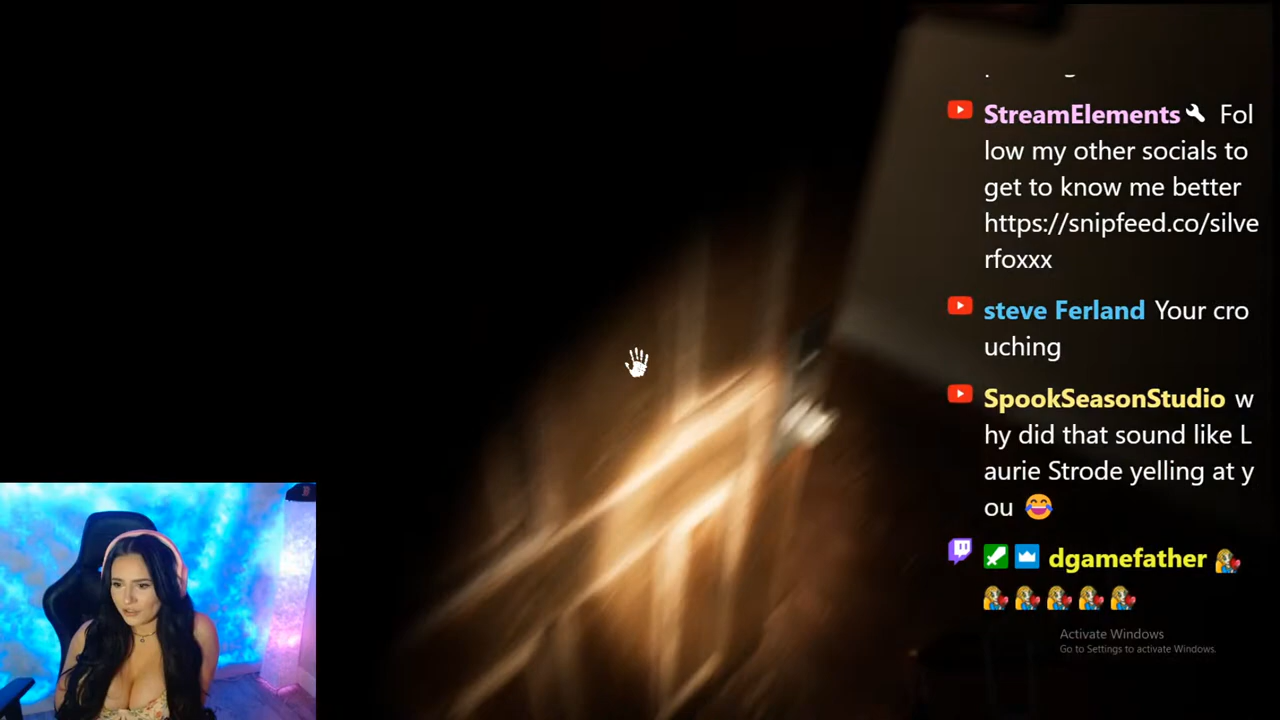 StreamElements Fol
low my other socials to
get to know me better
https://snipfeed.co/silve
rfoxxx
steve Ferland Your cro
uching
SpookSeasonStudio w
hy did that sound like L
aurie Strode yelling at y
ou 😂
dgamefather
Activate Windows
Go to Settings to activate Windows.